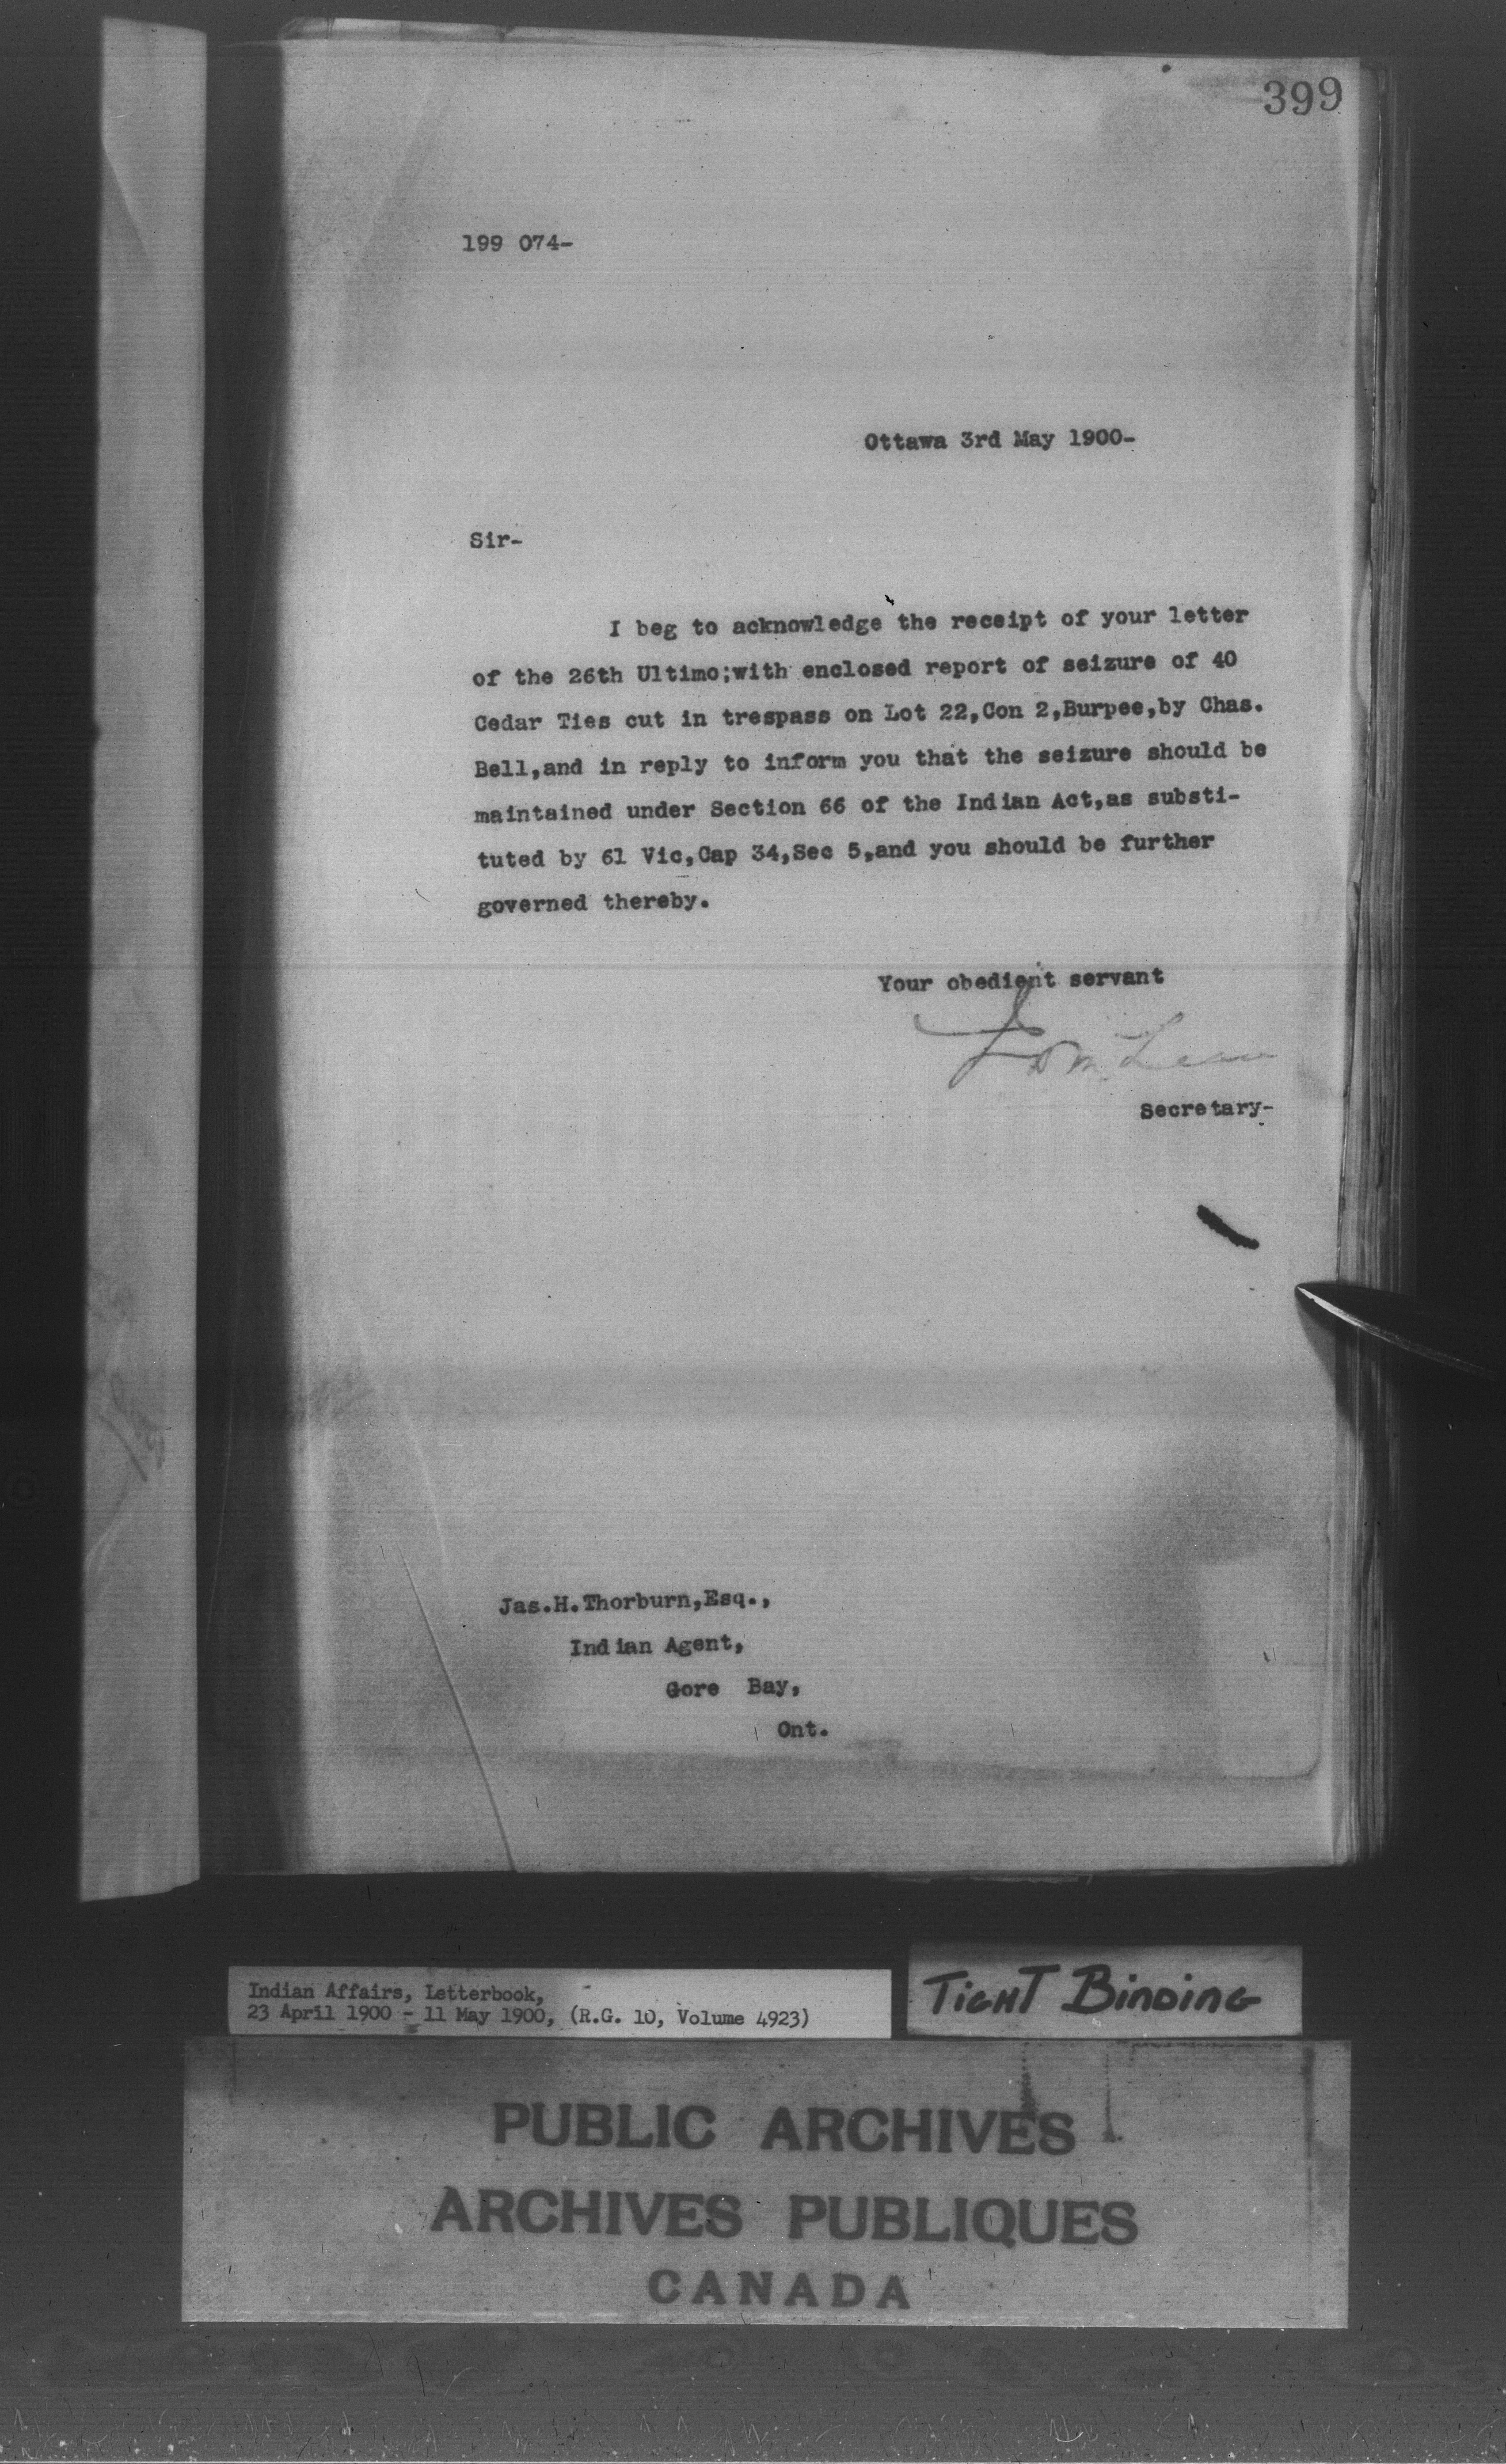 399
199 074-
Ottawa 3rd May 1900-
Sir-
I beg to acknowledge the receipt of your letter
of the 26th Ultimo;with enclosed report of seizure of 40
Cedar Ties cut in trespass on Lot 22,Con 2,Burpee,by Chas.
Bell,and in reply to inform you that the seizure should be
maintained under Section 66 of the Indian Act,as substi-
tuted by 61 Vic,Cap 34,Sec 5,and you should be further
governed thereby.
Your obedient servant
Secretary-
Jas.H.Thorburn,Esq.,
Indian Agent,
Gore Bay,
Ont.
Indian Affairs, Letterbook,
23 April 1900 - 11 May 1900, (R.G. 10, Volume 4923)
TIGHT BINDING
PUBLIC ARCHIVES
ARCHIVES PUBLIQUES
CANADA